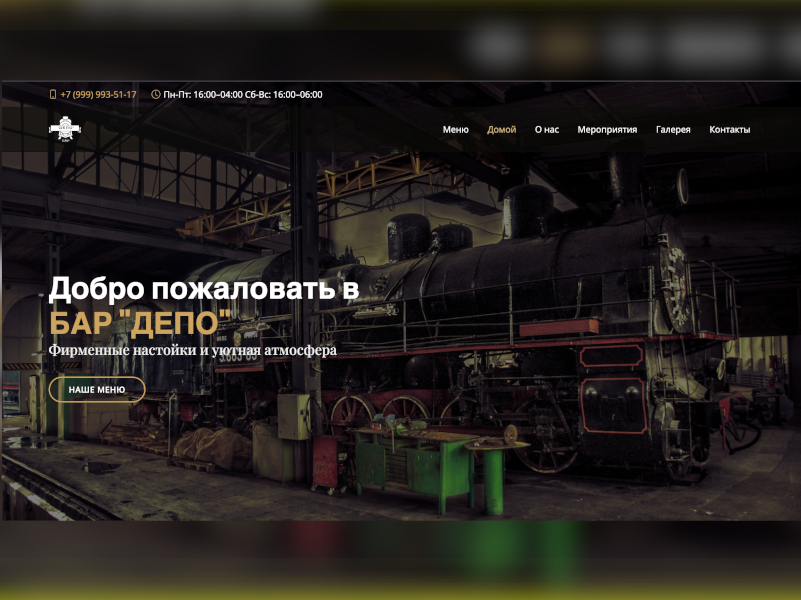 +7 (999) 993-51-17 Пн-Пт: 16:00–04:00 Сб-Вс: 16:00–06:00
Меню Домой О нас Мероприятия Галерея Контакты
Добро пожаловать в
БАР "ДЕПО"
Фирменные настойки и уютная атмосфера
НАШЕ МЕНЮ